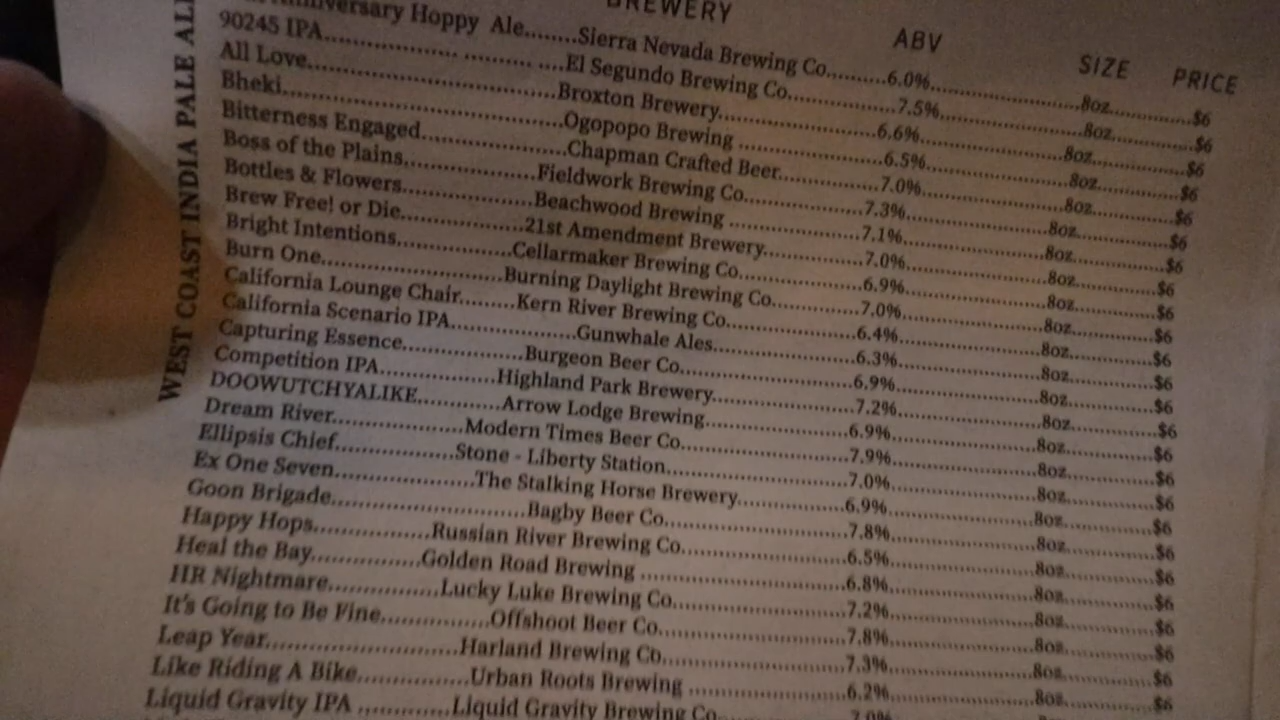 BREWERY ABV SIZE PRICE
WEST COAST INDIA PALE
Anniversary Hoppy Ale........Sierra Nevada Brewing Co..........6.0%..........8oz..........$6
90245 IPA..........El Segundo Brewing Co..........7.5%..........8oz..........$6
All Love..........Broxton Brewery..........6.6%..........8oz..........$6
Bheki..........Ogopopo Brewing ..........6.5%..........8oz..........$6
Bitterness Engaged..........Chapman Crafted Beer..........7.0%..........8oz..........$6
Boss of the Plains..........Fieldwork Brewing Co..........7.3%..........8oz..........$6
Bottles & Flowers..........Beachwood Brewing ..........7.1%..........8oz..........$6
Brew Free! or Die..........21st Amendment Brewery..........7.0%..........8oz..........$6
Bright Intentions..........Cellarmaker Brewing Co..........6.9%..........8oz..........$6
Burn One..........Burning Daylight Brewing Co..........7.0%..........8oz..........$6
California Lounge Chair..........Kern River Brewing Co..........6.4%..........8oz..........$6
California Scenario IPA..........Gunwhale Ales..........6.3%..........8oz..........$6
Capturing Essence..........Burgeon Beer Co..........6.9%..........8oz..........$6
Competition IPA..........Highland Park Brewery..........7.2%..........8oz..........$6
DOOWUTCHYALIKE..........Arrow Lodge Brewing..........6.9%..........8oz..........$6
Dream River..........Modern Times Beer Co..........7.9%..........8oz..........$6
Ellipsis Chief..........Stone - Liberty Station..........7.0%..........8oz..........$6
Ex One Seven..........The Stalking Horse Brewery..........6.9%..........8oz..........$6
Goon Brigade..........Bagby Beer Co..........7.8%..........8oz..........$6
Happy Hops..........Russian River Brewing Co..........6.5%..........8oz..........$6
Heal the Bay..........Golden Road Brewing ..........6.8%..........8oz..........$6
HR Nightmare..........Lucky Luke Brewing Co..........7.2%..........8oz..........$6
It's Going to Be Fine..........Offshoot Beer Co..........7.8%..........8oz..........$6
Leap Year..........Harland Brewing Co..........7.3%..........8oz..........$6
Like Riding A Bike..........Urban Roots Brewing ..........6.2%..........8oz..........$6
Liquid Gravity IPA ..........Liquid Gravity Brewing Co..........7.0%..........8oz